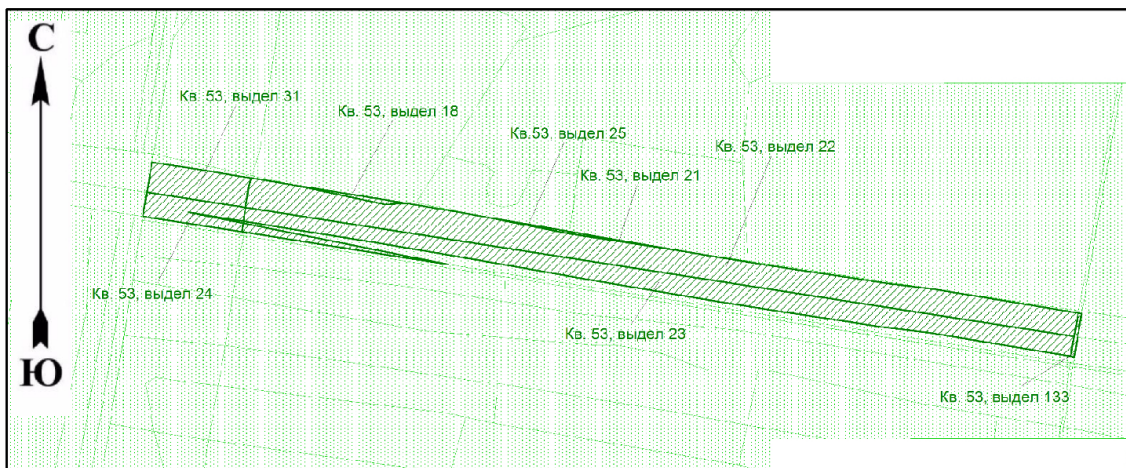 С
Кв. 53, выдел 31
Кв. 53, выдел 18
Кв.53. выдел 25
Кв. 53, выдел 22
Кв. 53, выдел 21
Кв. 53, выдел 24
Кв. 53, выдел 23
Ю
Кв. 53, выдел 133